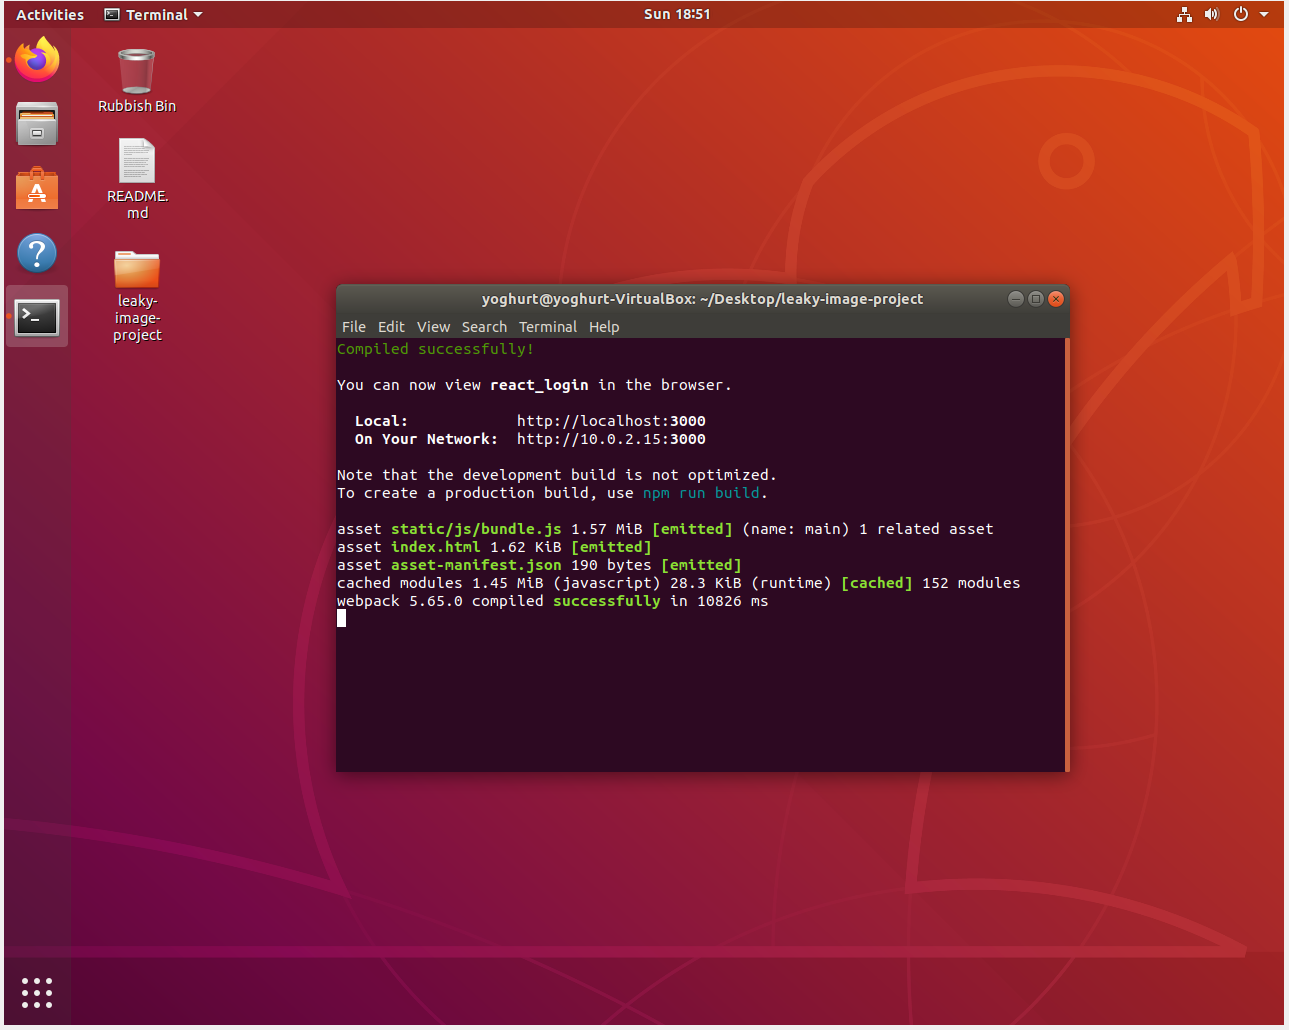 Activities
Terminal
Sun 18:51
Rubbish Bin
README.
md
leaky-
image-
project
yoghurt@yoghurt-VirtualBox: ~/Desktop/leaky-image-project
File Edit View Search Terminal Help
Compiled successfully!
You can now view react_login in the browser.
Local: http://localhost:3000
On Your Network: http://10.0.2.15:3000
Note that the development build is not optimized.
To create a production build, use npm run build.
asset static/js/bundle.js 1.57 MiB [emitted] (name: main) 1 related asset
asset index.html 1.62 KiB [emitted]
asset asset-manifest.json 190 bytes [emitted]
cached modules 1.45 MiB (javascript) 28.3 KiB (runtime) [cached] 152 modules
webpack 5.65.0 compiled successfully in 10826 ms